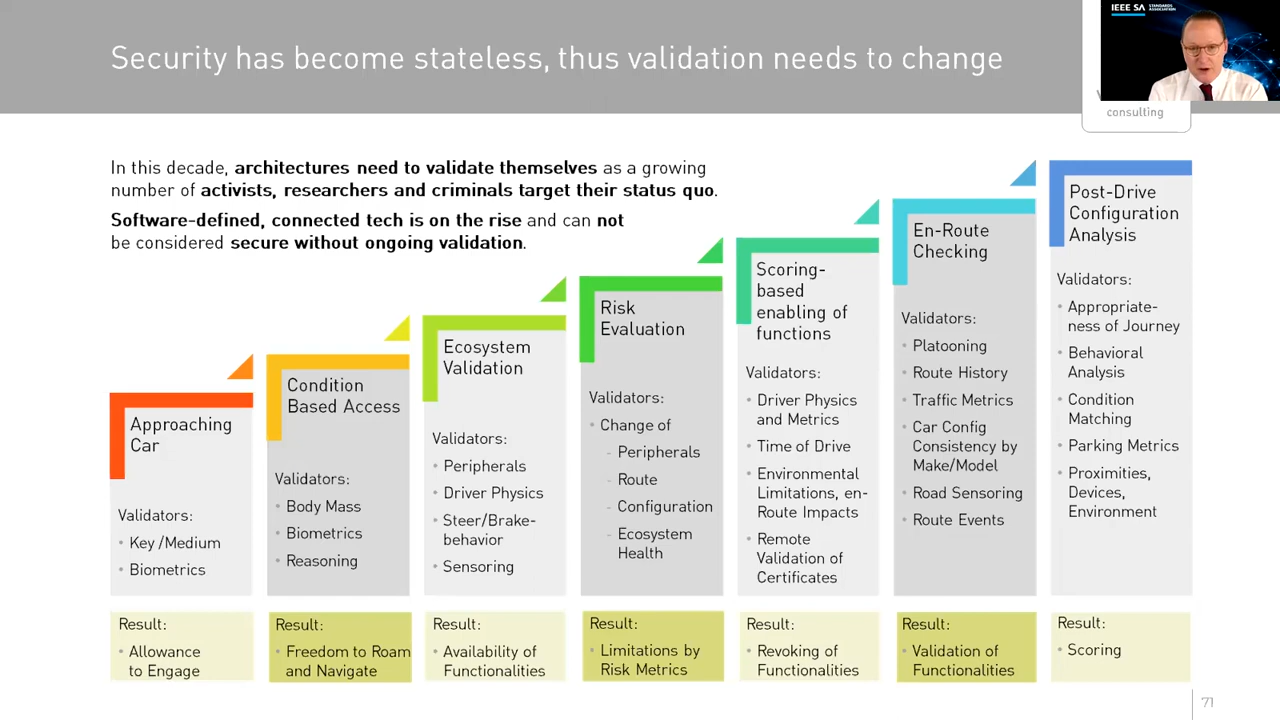 Security has become stateless, thus validation needs to change
IEEE SA STANDARDS ASSOCIATION
consulting
In this decade, architectures need to validate themselves as a growing
number of activists, researchers and criminals target their status quo.
Software-defined, connected tech is on the rise and can not
be considered secure without ongoing validation.
Approaching
Car
Validators:
• Key /Medium
• Biometrics
Result:
• Allowance
to Engage
Condition
Based Access
Validators:
• Body Mass
• Biometrics
• Reasoning
Result:
• Freedom to Roam
and Navigate
Ecosystem
Validation
Validators:
• Peripherals
• Driver Physics
• Steer/Brake-
behavior
• Sensoring
Result:
• Availability of
Functionalities
Risk
Evaluation
Validators:
• Change of
- Peripherals
- Route
- Configuration
- Ecosystem
Health
Result:
• Limitations by
Risk Metrics
Scoring-
based
enabling of
functions
Validators:
• Driver Physics
and Metrics
• Time of Drive
• Environmental
Limitations, en-
Route Impacts
• Remote
Validation of
Certificates
Result:
• Revoking of
Functionalities
En-Route
Checking
Validators:
• Platooning
• Route History
• Traffic Metrics
• Car Config
Consistency by
Make/Model
• Road Sensoring
• Route Events
Result:
• Validation of
Functionalities
Post-Drive
Configuration
Analysis
Validators:
• Appropriate-
ness of Journey
• Behavioral
Analysis
• Condition
Matching
• Parking Metrics
• Proximities,
Devices,
Environment
Result:
• Scoring
71